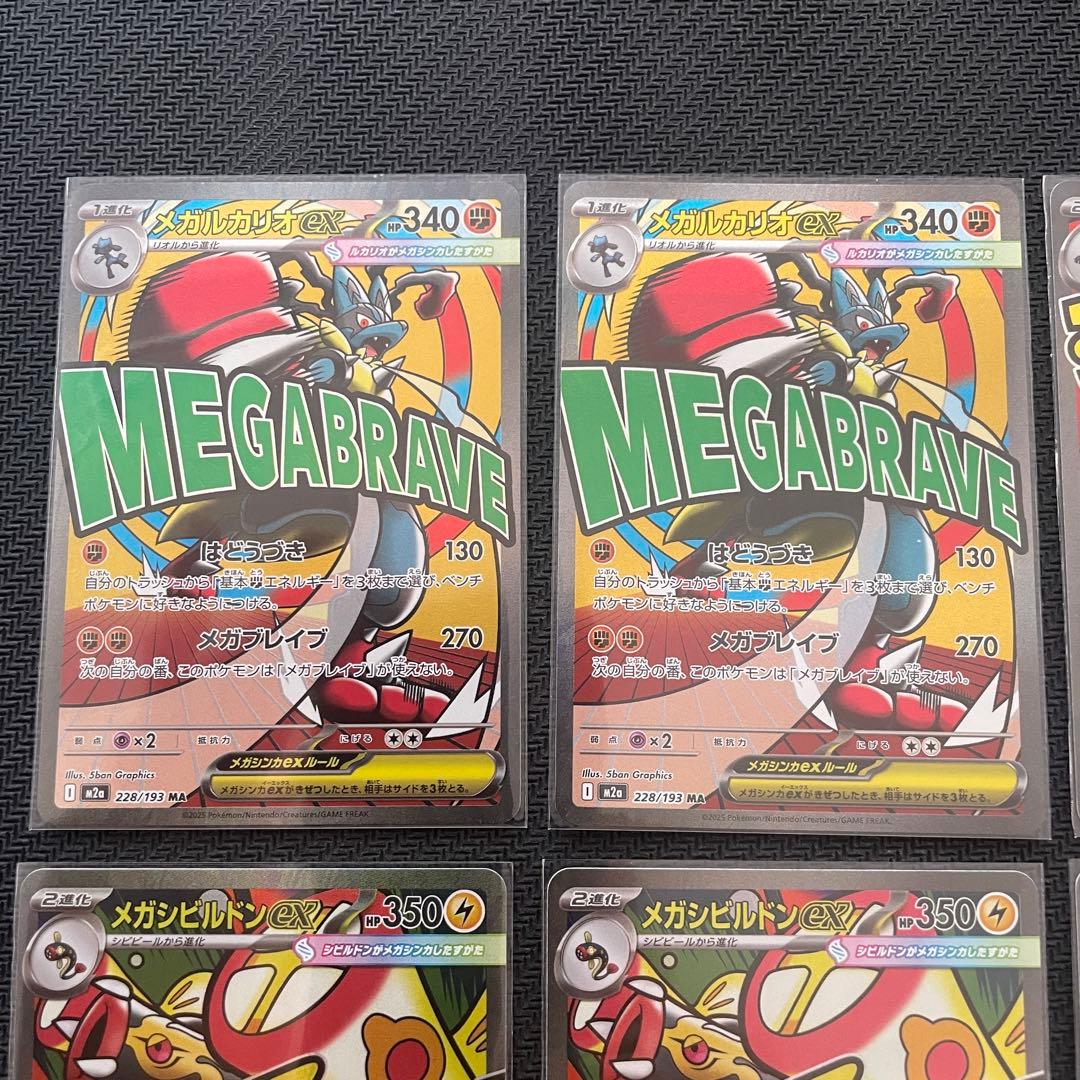 1進化
メガルカリオex
HP340
リオルから進化
ルカリオがメガシンカしたすがた
MEGABRAVE
はどうづき 130
自分のトラッシュから「基本エネルギー」を3枚まで選び、ベンチ
ポケモンに好きなようにつける。
メガブレイブ 270
次の自分の番、このポケモンは「メガブレイブ」が使えない。
弱点 ×2 抵抗力 にげる
Illus. 5ban Graphics
メガシンカexルール
メガシンカexがきぜつしたとき、相手はサイドを3枚とる。
I m2a 228/193 MA
©2025 Pokémon/Nintendo/Creatures/GAME FREAK.
1進化
メガルカリオex
HP340
リオルから進化
ルカリオがメガシンカしたすがた
MEGABRAVE
はどうづき 130
自分のトラッシュから「基本エネルギー」を3枚まで選び、ベンチ
ポケモンに好きなようにつける。
メガブレイブ 270
次の自分の番、このポケモンは「メガブレイブ」が使えない。
弱点 ×2 抵抗力 にげる
Illus. 5ban Graphics
メガシンカexルール
メガシンカexがきぜつしたとき、相手はサイドを3枚とる。
I m2a 228/193 MA
©2025 Pokémon/Nintendo/Creatures/GAME FREAK.
2進化
メガシビルドンex
HP350
シビビールから進化
シビルドンがメガシンカしたすがた
2進化
メガシビルドンex
HP350
シビビールから進化
シビルドンがメガシンカしたすがた